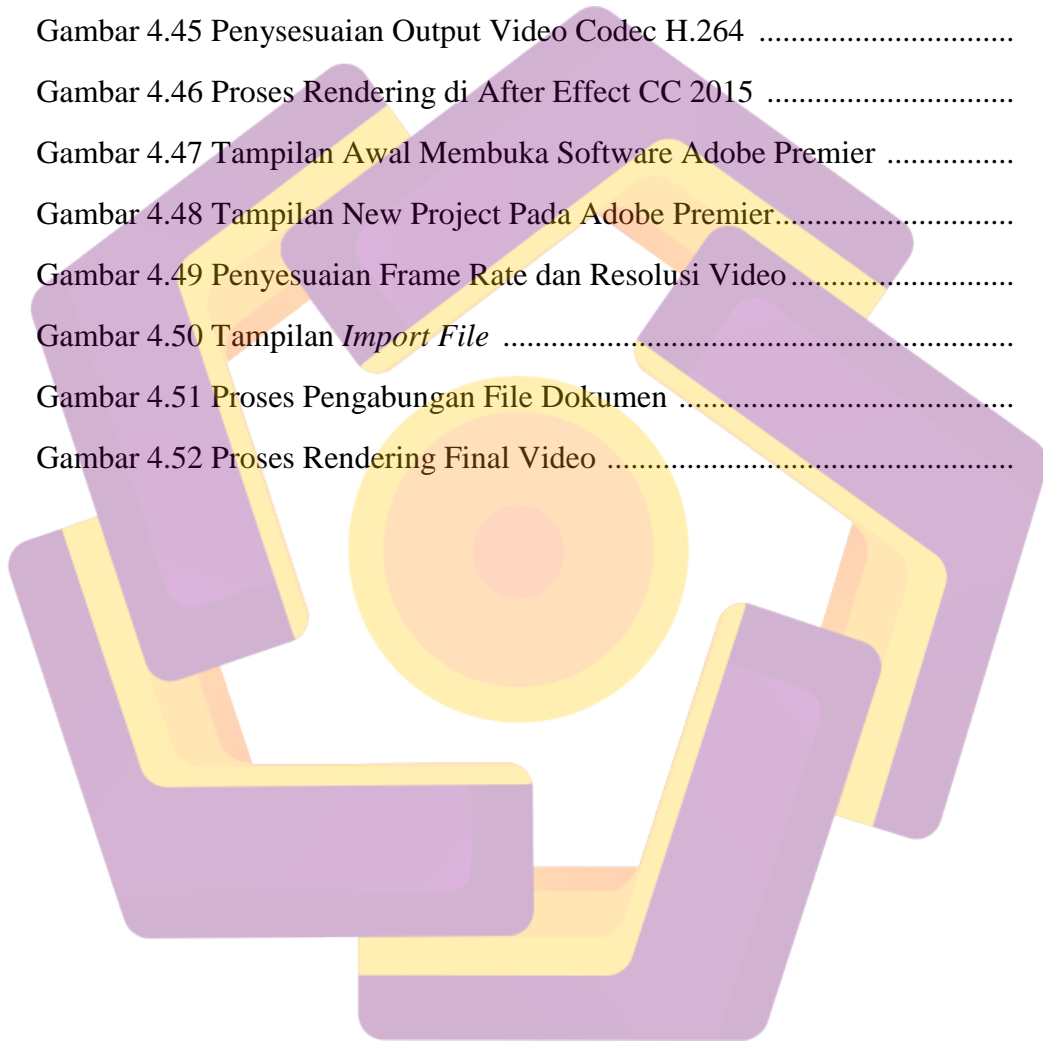 Gambar 4.45 Penysesuaian Output Video Codec H.264 ................................
Gambar 4.46 Proses Rendering di After Effect CC 2015 ...............................
Gambar 4.47 Tampilan Awal Membuka Software Adobe Premier ................
Gambar 4.48 Tampilan New Project Pada Adobe Premier..............................
Gambar 4.49 Penyesuaian Frame Rate dan Resolusi Video............................
Gambar 4.50 Tampilan Import File ................................................................
Gambar 4.51 Proses Pengabungan File Dokumen ..........................................
Gambar 4.52 Proses Rendering Final Video ...................................................